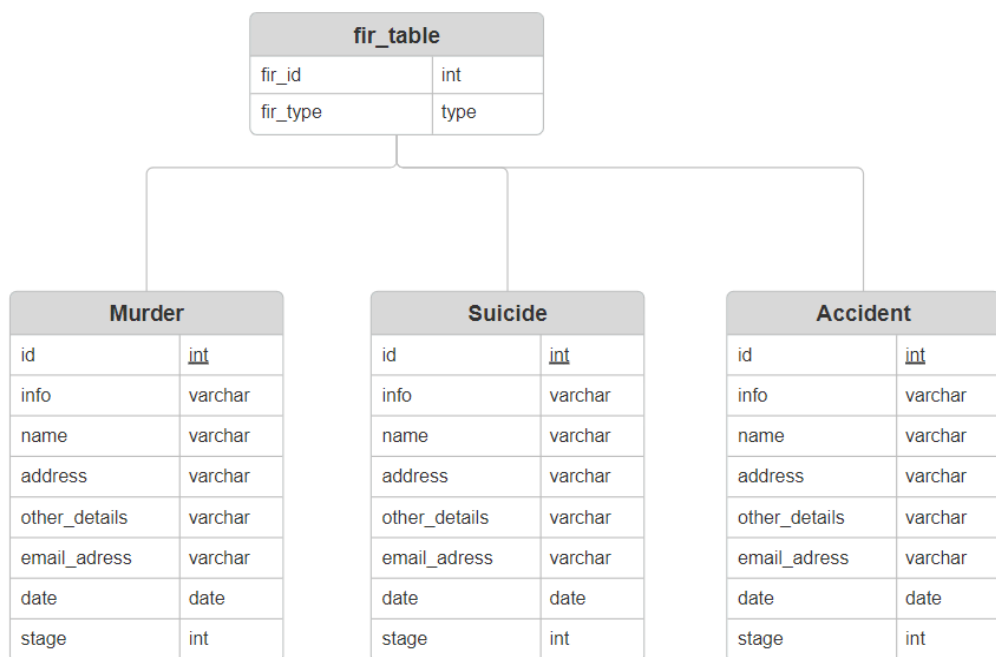 fir_table
fir_id int
fir_type type
Murder
id int
info varchar
name varchar
address varchar
other_details varchar
email_adress varchar
date date
stage int
Suicide
id int
info varchar
name varchar
address varchar
other_details varchar
email_adress varchar
date date
stage int
Accident
id int
info varchar
name varchar
address varchar
other_details varchar
email_adress varchar
date date
stage int